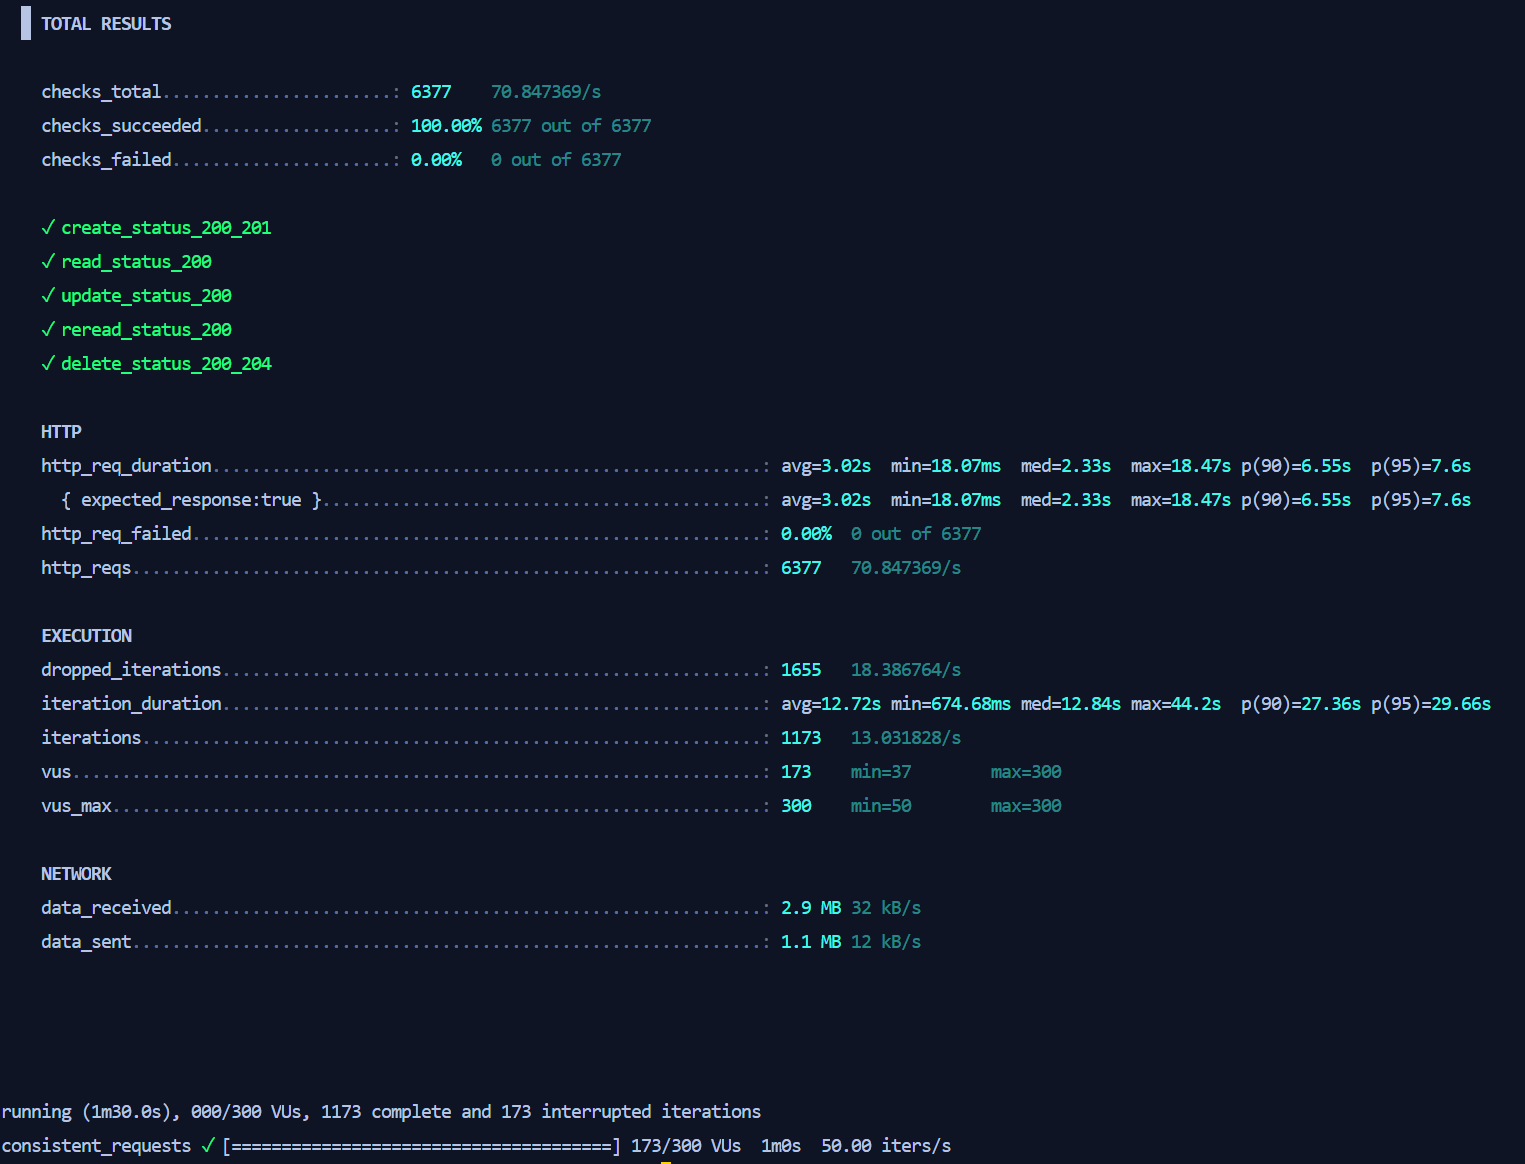 TOTAL RESULTS
checks_total.......................: 6377    70.847369/s
checks_succeeded...................: 100.00% 6377 out of 6377
checks_failed......................: 0.00%   0 out of 6377
✓ create_status_200_201
✓ read_status_200
✓ update_status_200
✓ reread_status_200
✓ delete_status_200_204
HTTP
http_req_duration.......................................................: avg=3.02s  min=18.07ms  med=2.33s  max=18.47s p(90)=6.55s  p(95)=7.6s
{ expected_response:true }............................................: avg=3.02s  min=18.07ms  med=2.33s  max=18.47s p(90)=6.55s  p(95)=7.6s
http_req_failed.........................................................: 0.00%  0 out of 6377
http_reqs...............................................................: 6377   70.847369/s
EXECUTION
dropped_iterations......................................................: 1655   18.386764/s
iteration_duration......................................................: avg=12.72s min=674.68ms med=12.84s max=44.2s  p(90)=27.36s p(95)=29.66s
iterations..............................................................: 1173   13.031828/s
vus.....................................................................: 173    min=37        max=300
vus_max.................................................................: 300    min=50        max=300
NETWORK
data_received...........................................................: 2.9 MB 32 kB/s
data_sent...............................................................: 1.1 MB 12 kB/s
running (1m30.0s), 000/300 VUs, 1173 complete and 173 interrupted iterations
consistent_requests ✓ [======================================] 173/300 VUs  1m0s  50.00 iters/s